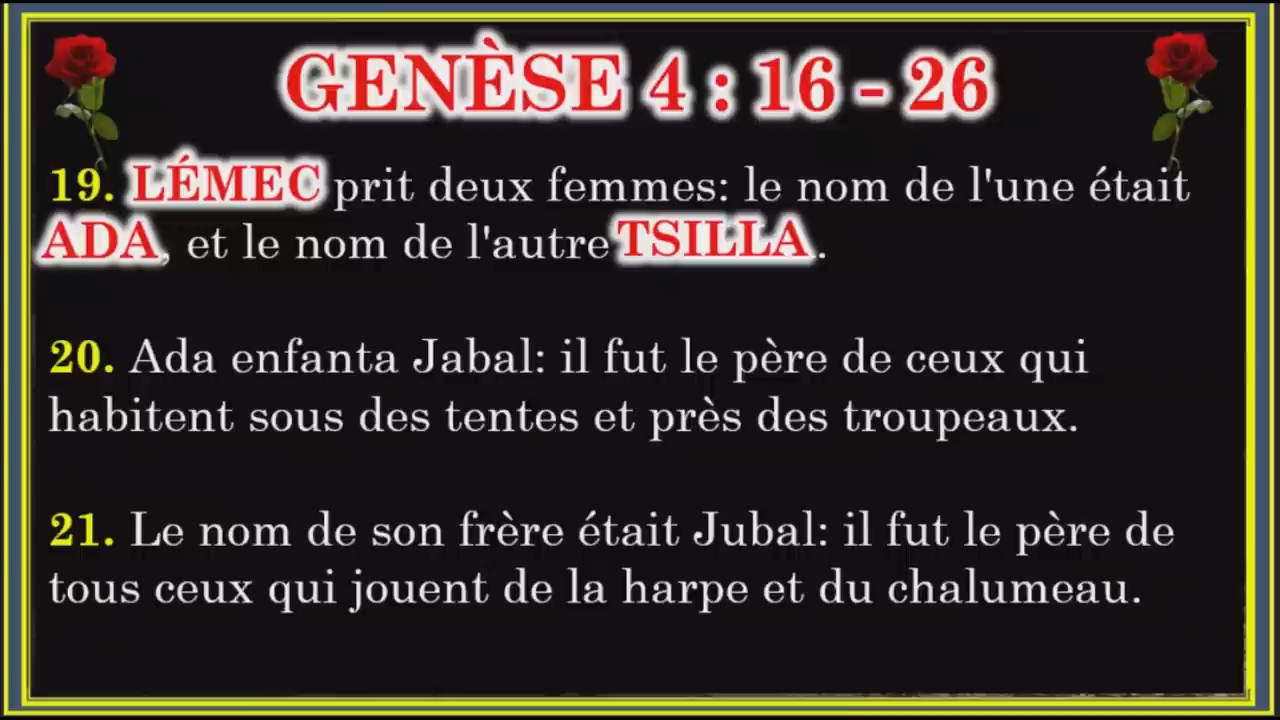 GENÈSE 4 : 16 - 26
19. LÉMEC prit deux femmes: le nom de l'une était
ADA, et le nom de l'autre TSILLA.
20. Ada enfanta Jabal: il fut le père de ceux qui
habitent sous des tentes et près des troupeaux.
21. Le nom de son frère était Jubal: il fut le père de
tous ceux qui jouent de la harpe et du chalumeau.